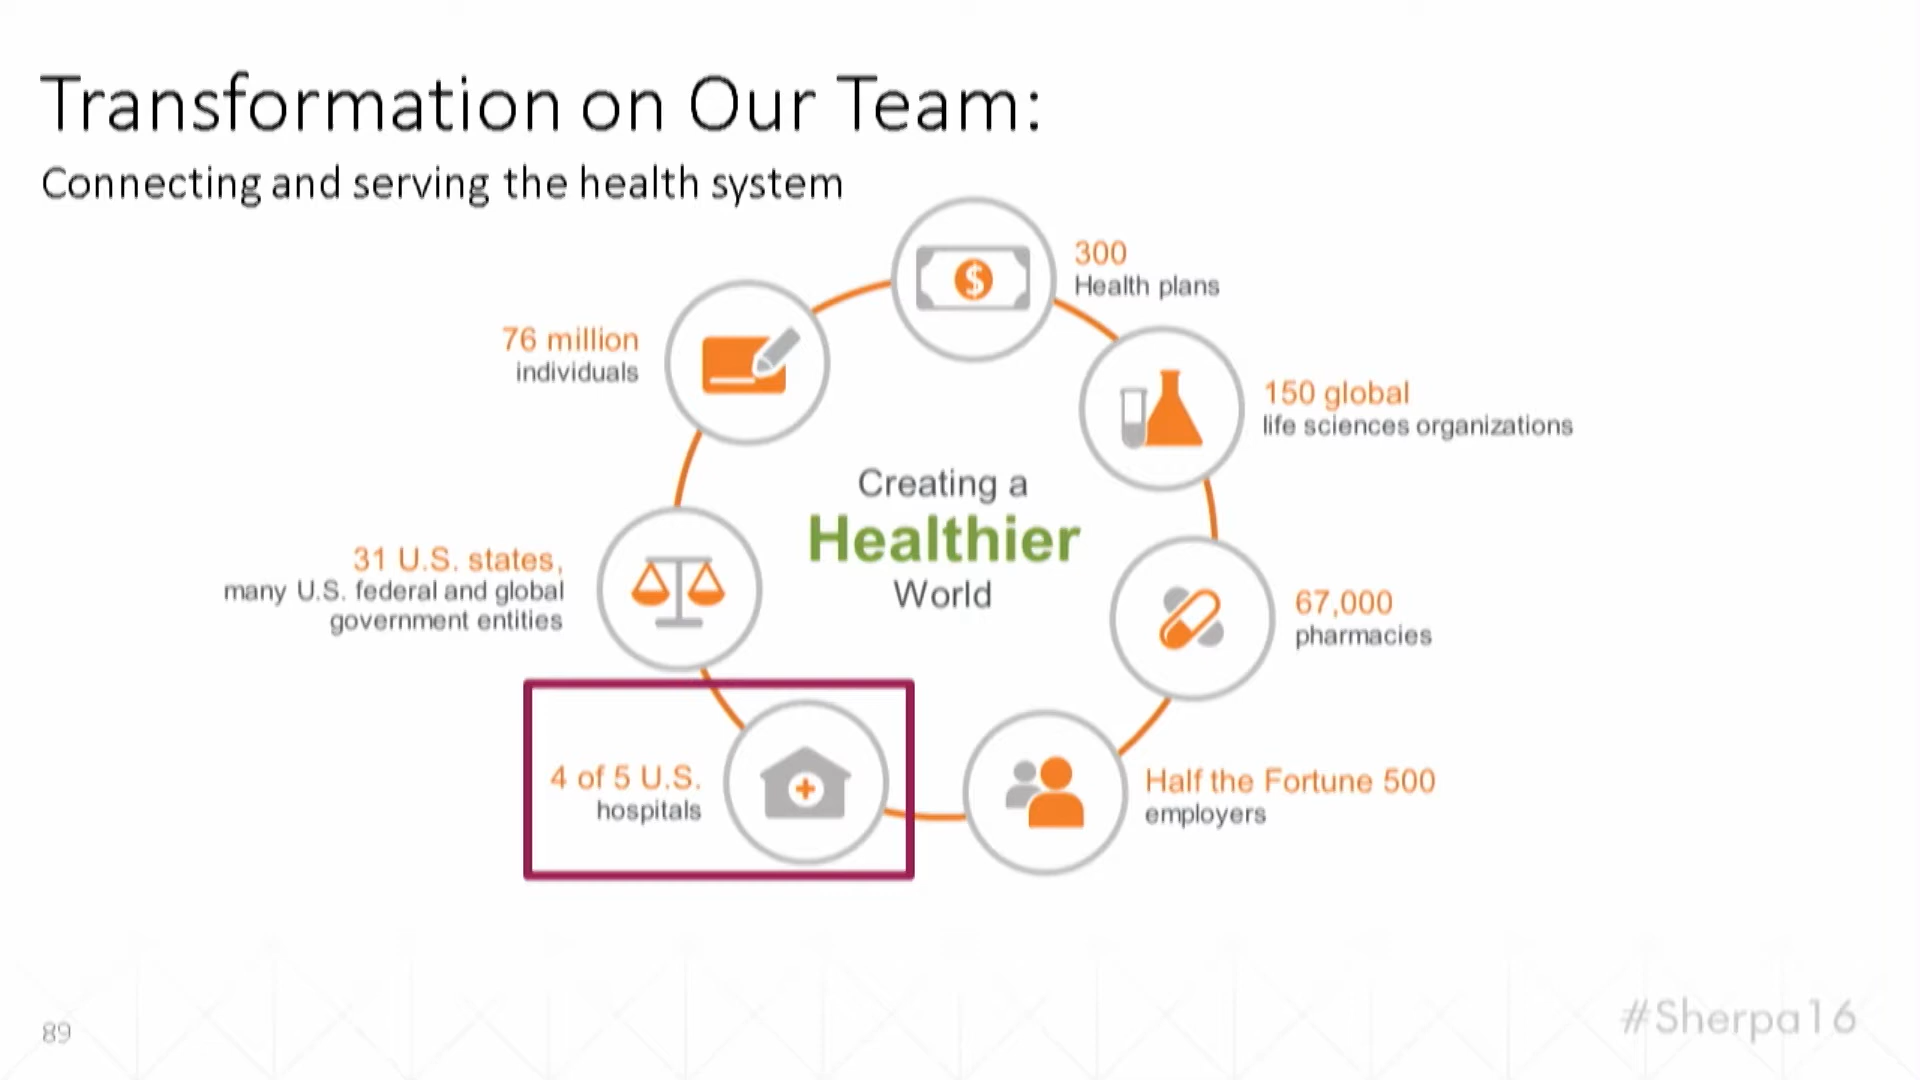 Transformation on Our Team:
Connecting and serving the health system
$
300
Health plans
76 million
individuals
150 global
life sciences organizations
Creating a
Healthier
World
31 U.S. states,
many U.S. federal and global
government entities
67,000
pharmacies
4 of 5 U.S.
hospitals
Half the Fortune 500
employers
89
#Sherpa16